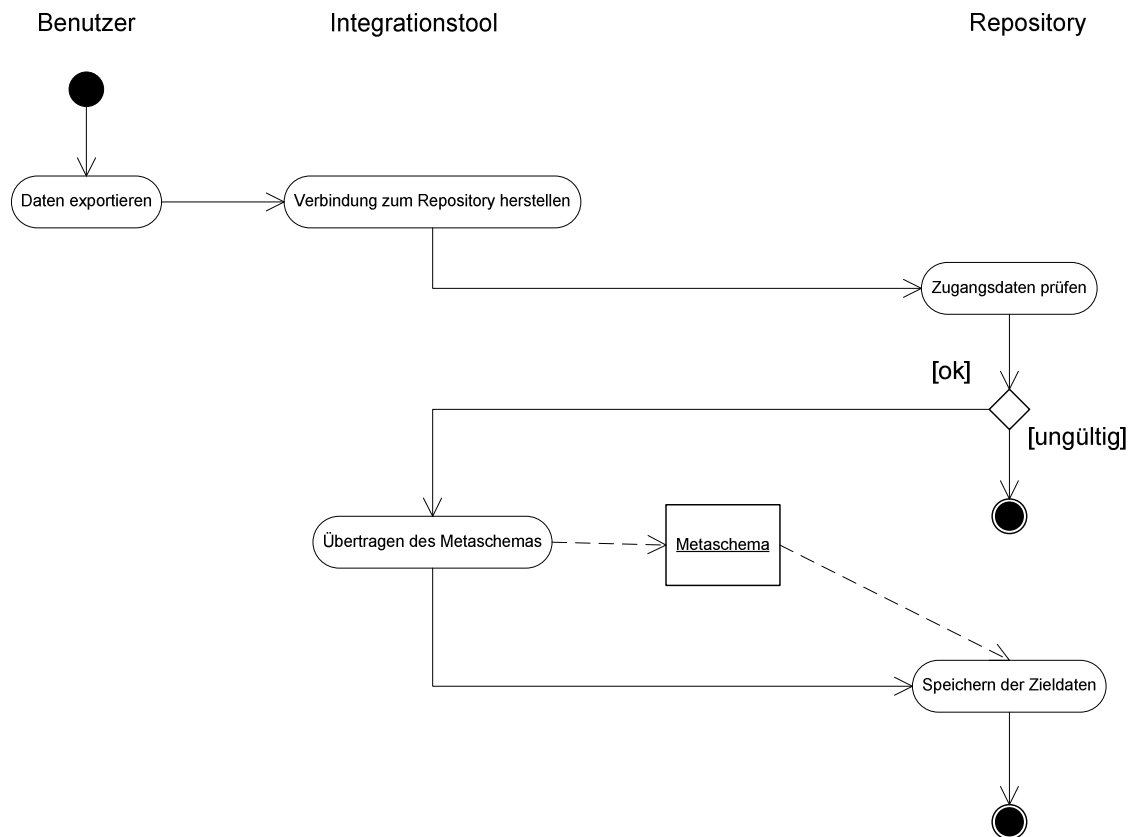 Benutzer
Integrationstool
Repository
Daten exportieren
Verbindung zum Repository herstellen
Zugangsdaten prüfen
[ok]
[ungültig]
Übertragen des Metaschemas
Metaschema
Speichern der Zieldaten